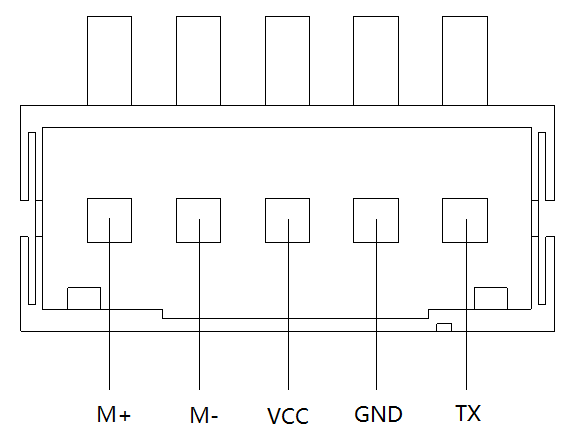 M+ M- VCC GND TX